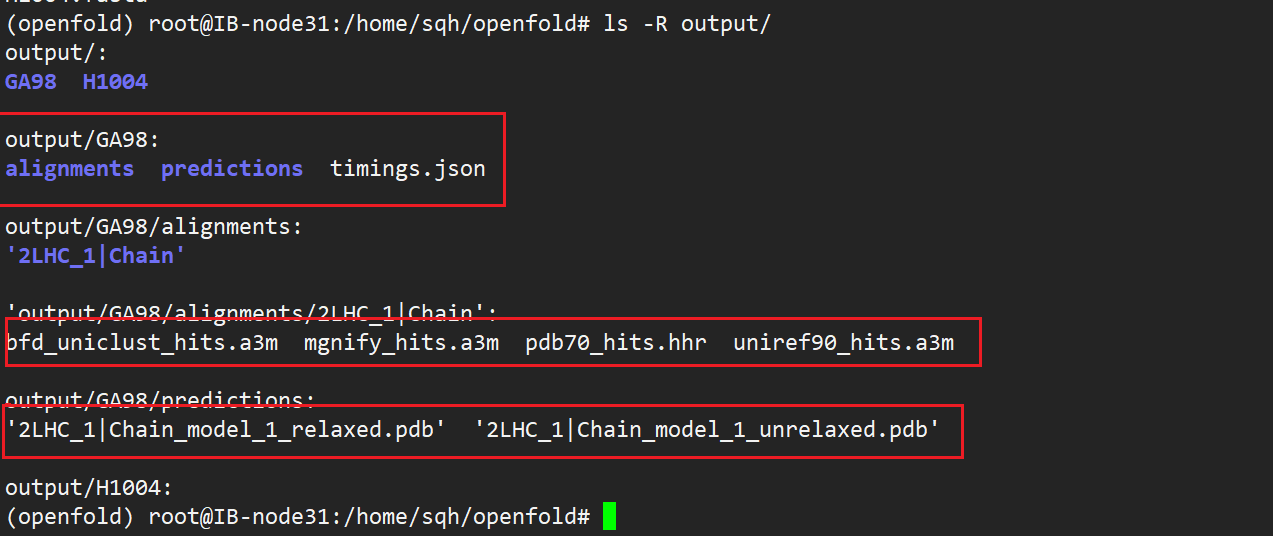 (openfold) root@IB-node31:/home/sqh/openfold# ls -R output/
output/:
GA98  H1004
output/GA98:
alignments  predictions  timings.json
output/GA98/alignments:
'2LHC_1|Chain'
'output/GA98/alignments/2LHC_1|Chain':
bfd_uniclust_hits.a3m  mgnify_hits.a3m  pdb70_hits.hhr  uniref90_hits.a3m
output/GA98/predictions:
'2LHC_1|Chain_model_1_relaxed.pdb'  '2LHC_1|Chain_model_1_unrelaxed.pdb'
output/H1004:
(openfold) root@IB-node31:/home/sqh/openfold#